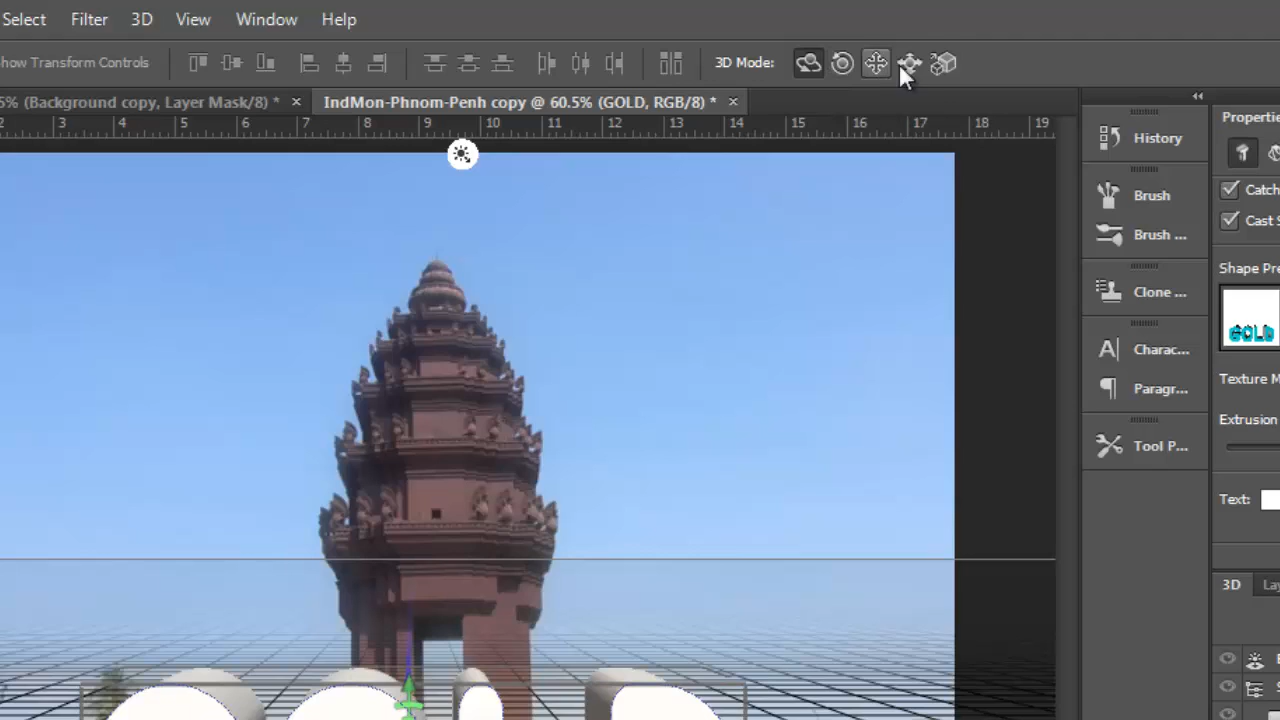 Select Filter 3D View Window Help
how Transform Controls 3D Mode:
5% (Background copy, Layer Mask/8) * × IndMon-Phnom-Penh copy @ 60.5% (GOLD, RGB/8) * ×
2 3 4 5 6 7 8 9 10 11 12 13 14 15 16 17 18 19
History
Brush
Brush ...
Clone ...
Charac...
Paragr...
Tool P...
Propertie
Catch
Cast S
Shape Pre
GOLD
Texture M
Extrusion
Text:
3D La